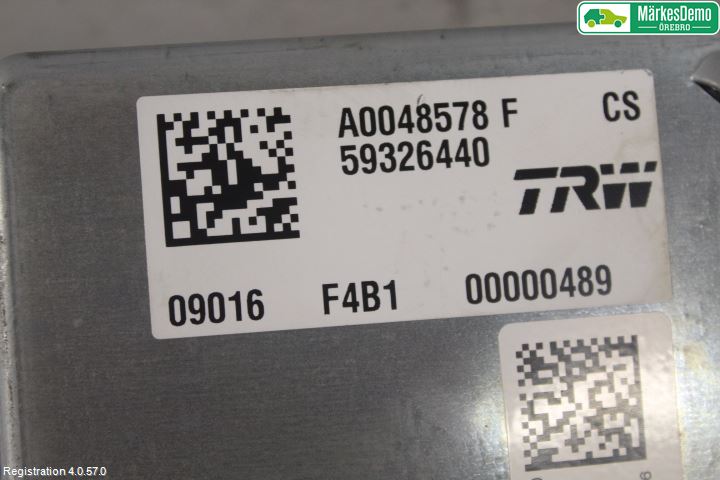 MärkesDemo
ÖREBRO
A0048578 F CS
59326440
TRW
09016 F4B1 00000489
Registration 4.0.57.0